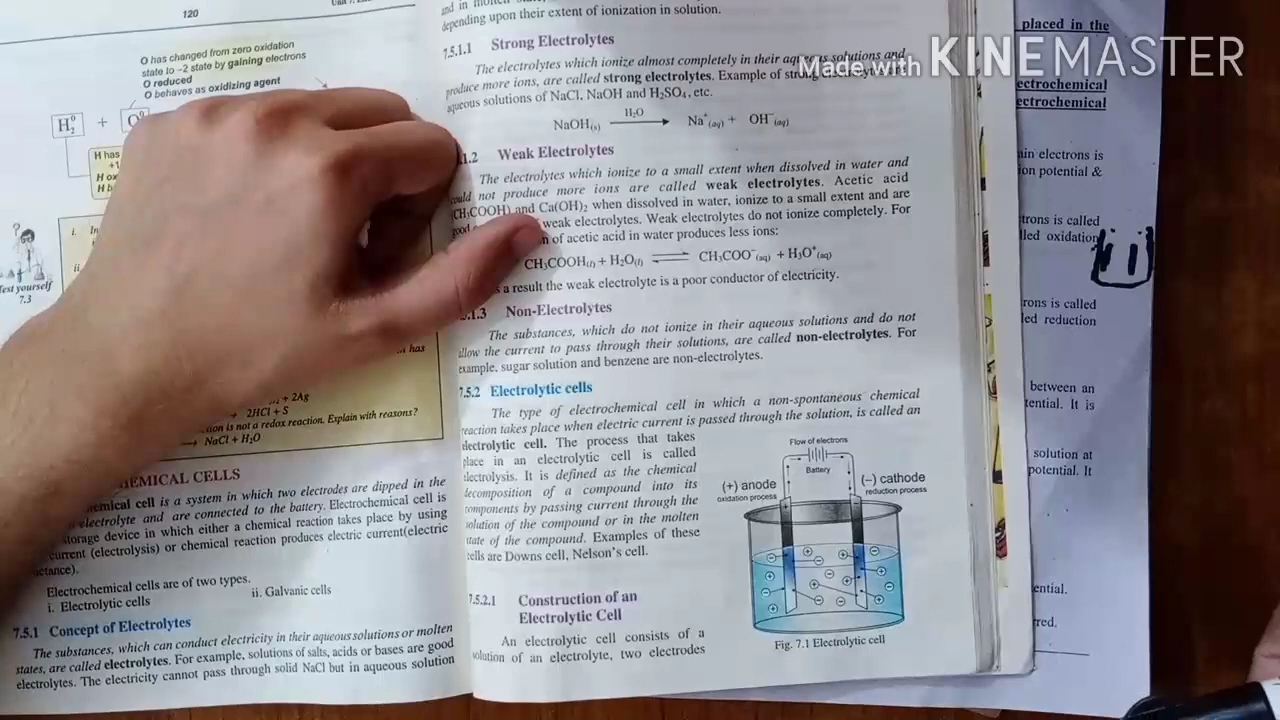 120
O has changed from zero oxidation
state to −2 state by gaining electrons
O reduced
O behaves as oxidizing agent
H₂⁰ + O
H has
+1
H ox
H b
i. In
ii
Test yourself
7.3
has
+ 2Ag
→ 2HCl + S
tion is not a redox reaction. Explain with reasons?
→ NaCl + H₂O
HEMICAL CELLS
emical cell is a system in which two electrodes are dipped in the
electrolyte and are connected to the battery. Electrochemical cell is
storage device in which either a chemical reaction takes place by using
current (electrolysis) or chemical reaction produces electric current(electric
ctance).
Electrochemical cells are of two types.
i. Electrolytic cells ii. Galvanic cells
7.5.1 Concept of Electrolytes
The substances, which can conduct electricity in their aqueous solutions or molten
states, are called electrolytes. For example, solutions of salts, acids or bases are good
electrolytes. The electricity cannot pass through solid NaCl but in aqueous solution
and in molten state,
depending upon their extent of ionization in solution.
7.5.1.1 Strong Electrolytes
The electrolytes which ionize almost completely in their aqueous solutions and
produce more ions, are called strong electrolytes. Example of strong
aqueous solutions of NaCl, NaOH and H₂SO₄, etc.
NaOH(s) H₂O → Na⁺(aq) + OH⁻(aq)
.1.2 Weak Electrolytes
The electrolytes which ionize to a small extent when dissolved in water and
could not produce more ions are called weak electrolytes. Acetic acid
(CH₃COOH) and Ca(OH)₂ when dissolved in water, ionize to a small extent and are
good weak electrolytes. Weak electrolytes do not ionize completely. For
n of acetic acid in water produces less ions:
CH₃COOH(l) + H₂O(l) ⇌ CH₃COO⁻(aq) + H₃O⁺(aq)
s a result the weak electrolyte is a poor conductor of electricity.
.1.3 Non-Electrolytes
The substances, which do not ionize in their aqueous solutions and do not
allow the current to pass through their solutions, are called non-electrolytes. For
example, sugar solution and benzene are non-electrolytes.
7.5.2 Electrolytic cells
The type of electrochemical cell in which a non-spontaneous chemical
reaction takes place when electric current is passed through the solution, is called an
electrolytic cell. The process that takes
place in an electrolytic cell is called
electrolysis. It is defined as the chemical
decomposition of a compound into its
components by passing current through the
solution of the compound or in the molten
state of the compound. Examples of these
cells are Downs cell, Nelson's cell.
7.5.2.1 Construction of an
Electrolytic Cell
An electrolytic cell consists of a
solution of an electrolyte, two electrodes
Flow of electrons
Battery
(+) anode
oxidation process
(−) cathode
reduction process
Fig. 7.1 Electrolytic cell
placed in the
ectrochemical
ectrochemical
ain electrons is
ion potential &
trons is called
lled oxidation
rons is called
led reduction
between an
tential. It is
solution at
potential. It
ential.
rred.
Made With KINEMASTER